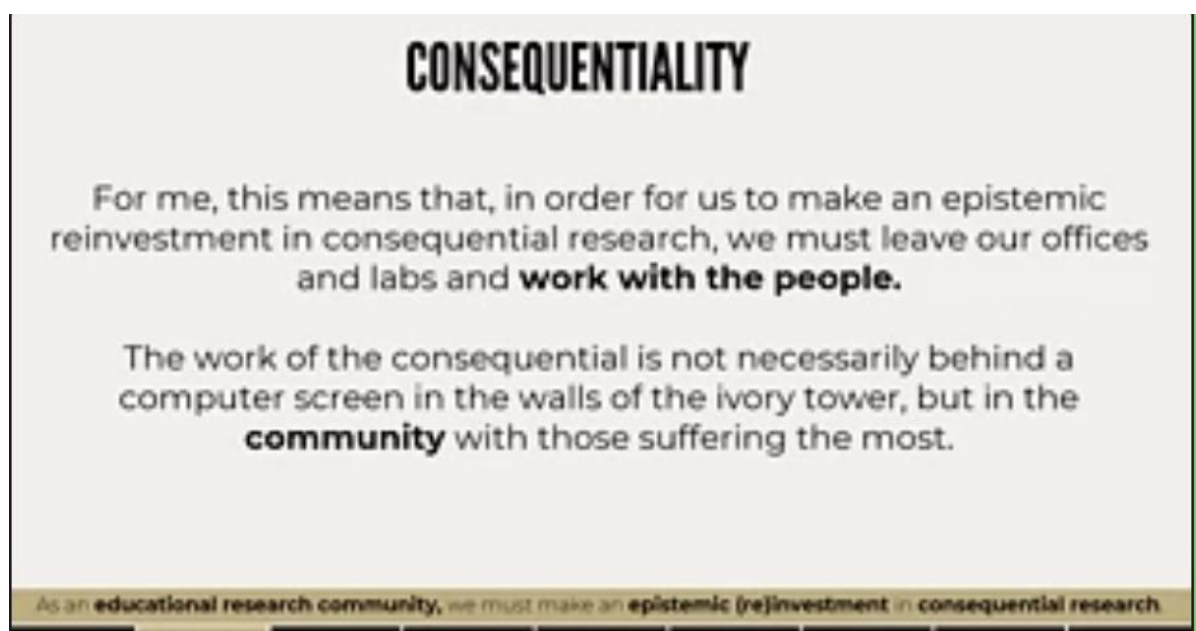 CONSEQUENTIALITY
For me, this means that, in order for us to make an epistemic
reinvestment in consequential research, we must leave our offices
and labs and work with the people.
The work of the consequential is not necessarily behind a
computer screen in the walls of the ivory tower, but in the
community with those suffering the most.
As an educational research community, we must make an epistemic (re)investment in consequential research.